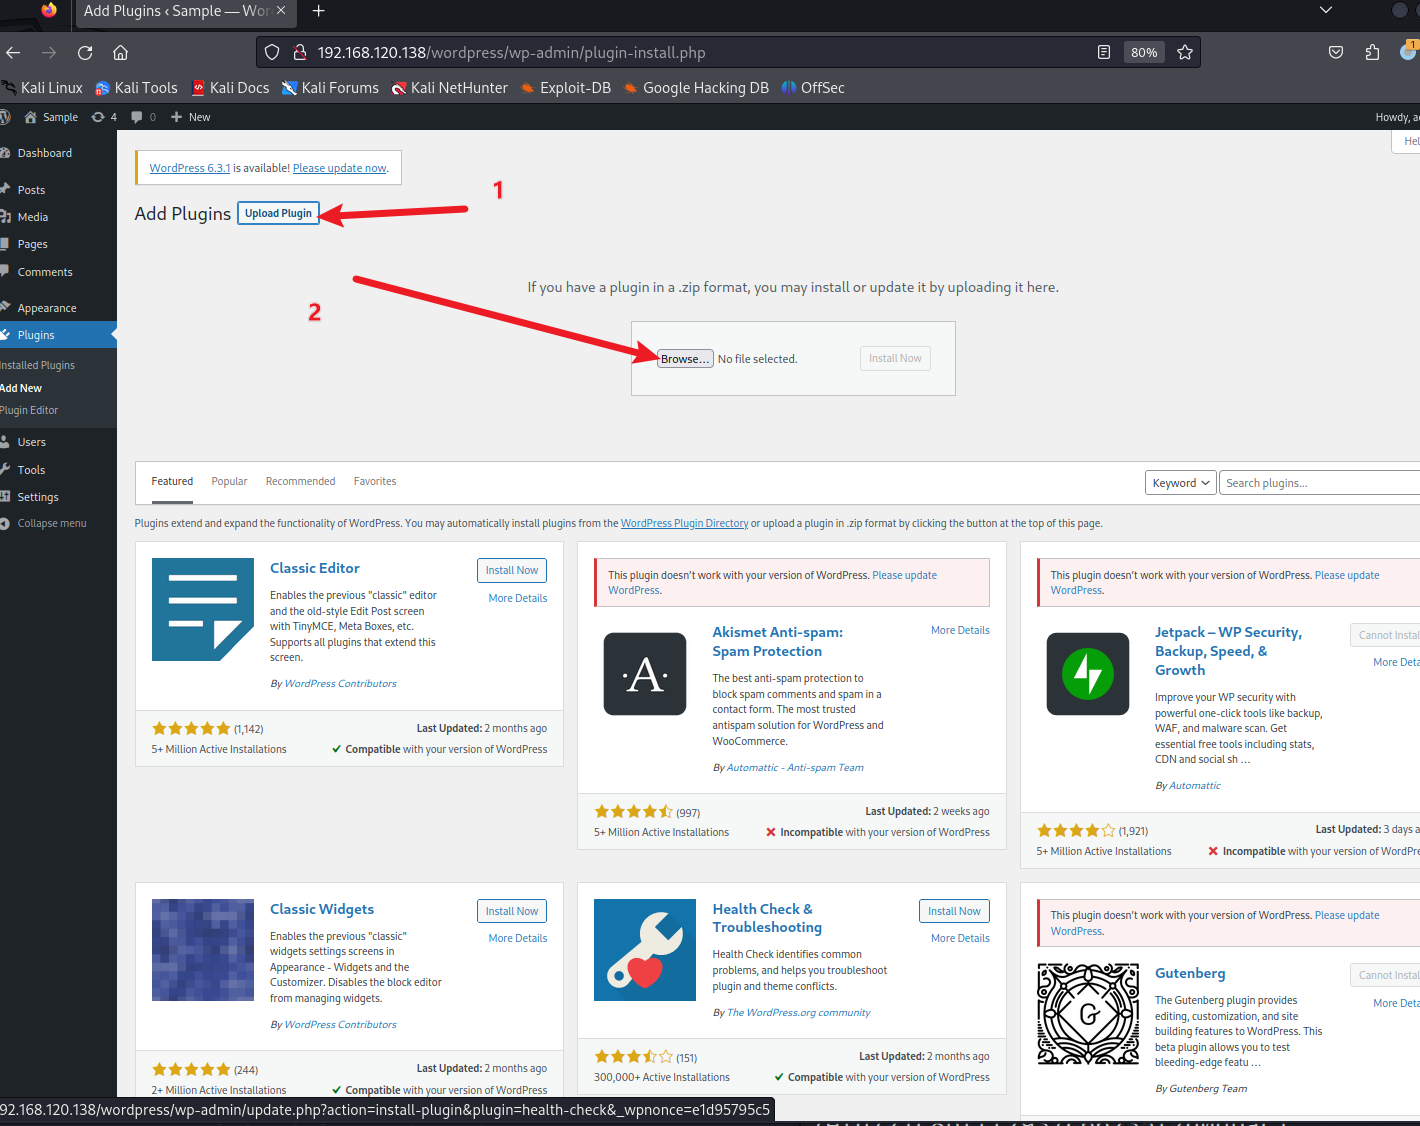 Add Plugins ‹ Sample — Wor
192.168.120.138/wordpress/wp-admin/plugin-install.php
80%
1
Kali Linux
Kali Tools
Kali Docs
Kali Forums
Kali NetHunter
Exploit-DB
Google Hacking DB
OffSec
Sample
4
0
New
Howdy, a
Dashboard
Posts
Media
Pages
Comments
Appearance
Plugins
Installed Plugins
Add New
Plugin Editor
Users
Tools
Settings
Collapse menu
Hel
WordPress 6.3.1 is available! Please update now.
1
Add Plugins
Upload Plugin
2
If you have a plugin in a .zip format, you may install or update it by uploading it here.
Browse...
No file selected.
Install Now
Featured
Popular
Recommended
Favorites
Keyword
Search plugins...
Plugins extend and expand the functionality of WordPress. You may automatically install plugins from the WordPress Plugin Directory or upload a plugin in .zip format by clicking the button at the top of this page.
Classic Editor
Install Now
More Details
Enables the previous "classic" editor
and the old-style Edit Post screen
with TinyMCE, Meta Boxes, etc.
Supports all plugins that extend this
screen.
By WordPress Contributors
(1,142)
Last Updated: 2 months ago
5+ Million Active Installations
Compatible with your version of WordPress
This plugin doesn't work with your version of WordPress. Please update
WordPress.
·A·
Akismet Anti-spam:
Spam Protection
More Details
The best anti-spam protection to
block spam comments and spam in a
contact form. The most trusted
antispam solution for WordPress and
WooCommerce.
By Automattic - Anti-spam Team
(997)
Last Updated: 2 weeks ago
5+ Million Active Installations
Incompatible with your version of WordPress
This plugin doesn't work with your version of WordPress. Please update
WordPress.
Jetpack – WP Security,
Backup, Speed, &
Growth
Cannot Instal
More Deta
Improve your WP security with
powerful one-click tools like backup,
WAF, and malware scan. Get
essential free tools including stats,
CDN and social sh ...
By Automattic
(1,921)
Last Updated: 3 days a
5+ Million Active Installations
Incompatible with your version of WordPre
Classic Widgets
Install Now
More Details
Enables the previous "classic"
widgets settings screens in
Appearance - Widgets and the
Customizer. Disables the block editor
from managing widgets.
By WordPress Contributors
(244)
Last Updated: 2 months ago
2+ Million Active Installations
Compatible with your version of WordPress
Health Check &
Troubleshooting
Install Now
More Details
Health Check identifies common
problems, and helps you troubleshoot
plugin and theme conflicts.
By The WordPress.org community
(151)
Last Updated: 2 months ago
300,000+ Active Installations
Compatible with your version of WordPress
This plugin doesn't work with your version of WordPress. Please update
WordPress.
G
Gutenberg
Cannot Instal
More Deta
The Gutenberg plugin provides
editing, customization, and site
building features to WordPress. This
beta plugin allows you to test
bleeding-edge featu ...
By Gutenberg Team
92.168.120.138/wordpress/wp-admin/update.php?action=install-plugin&plugin=health-check&_wpnonce=e1d95795c5